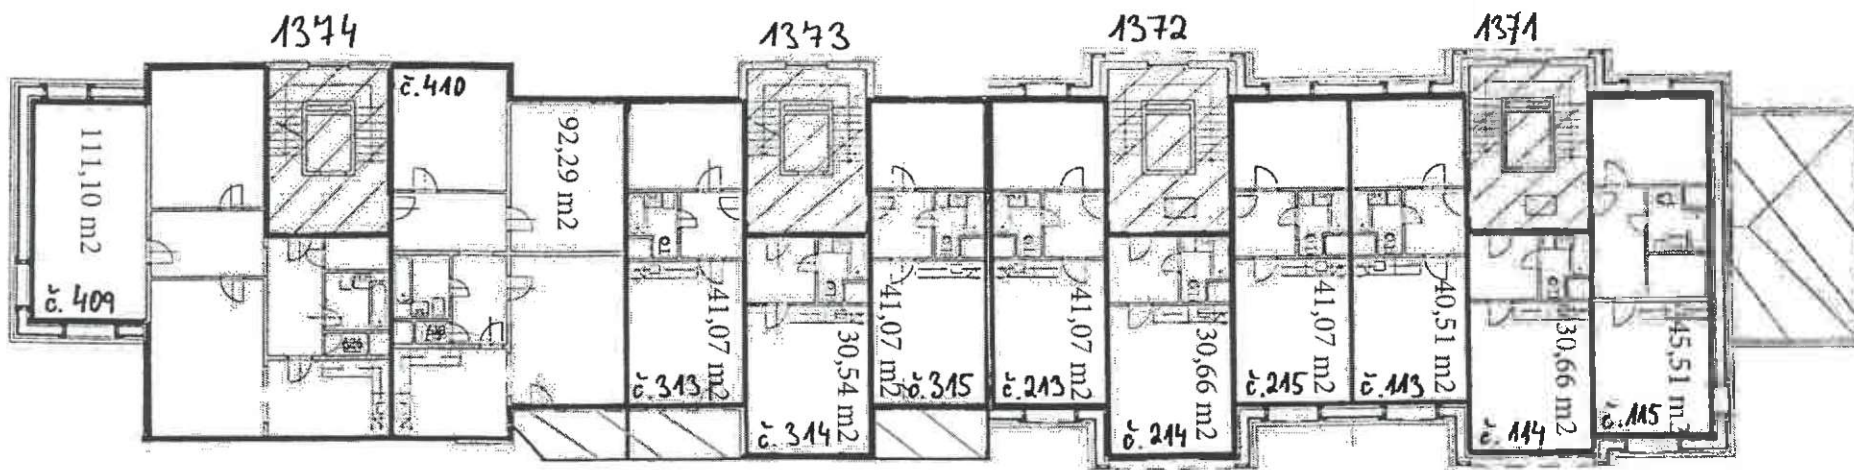 1374
1373
1372
1371
111,10 m2
č. 409
č. 410
92,29 m2
41,07 m2
č. 313
30,54 m2
č. 314
41,07 m2
č. 315
41,07 m2
č. 213
30,66 m2
č. 214
41,07 m2
č. 215
40,51 m2
č. 113
30,66 m2
č. 114
45,51 m2
č. 115